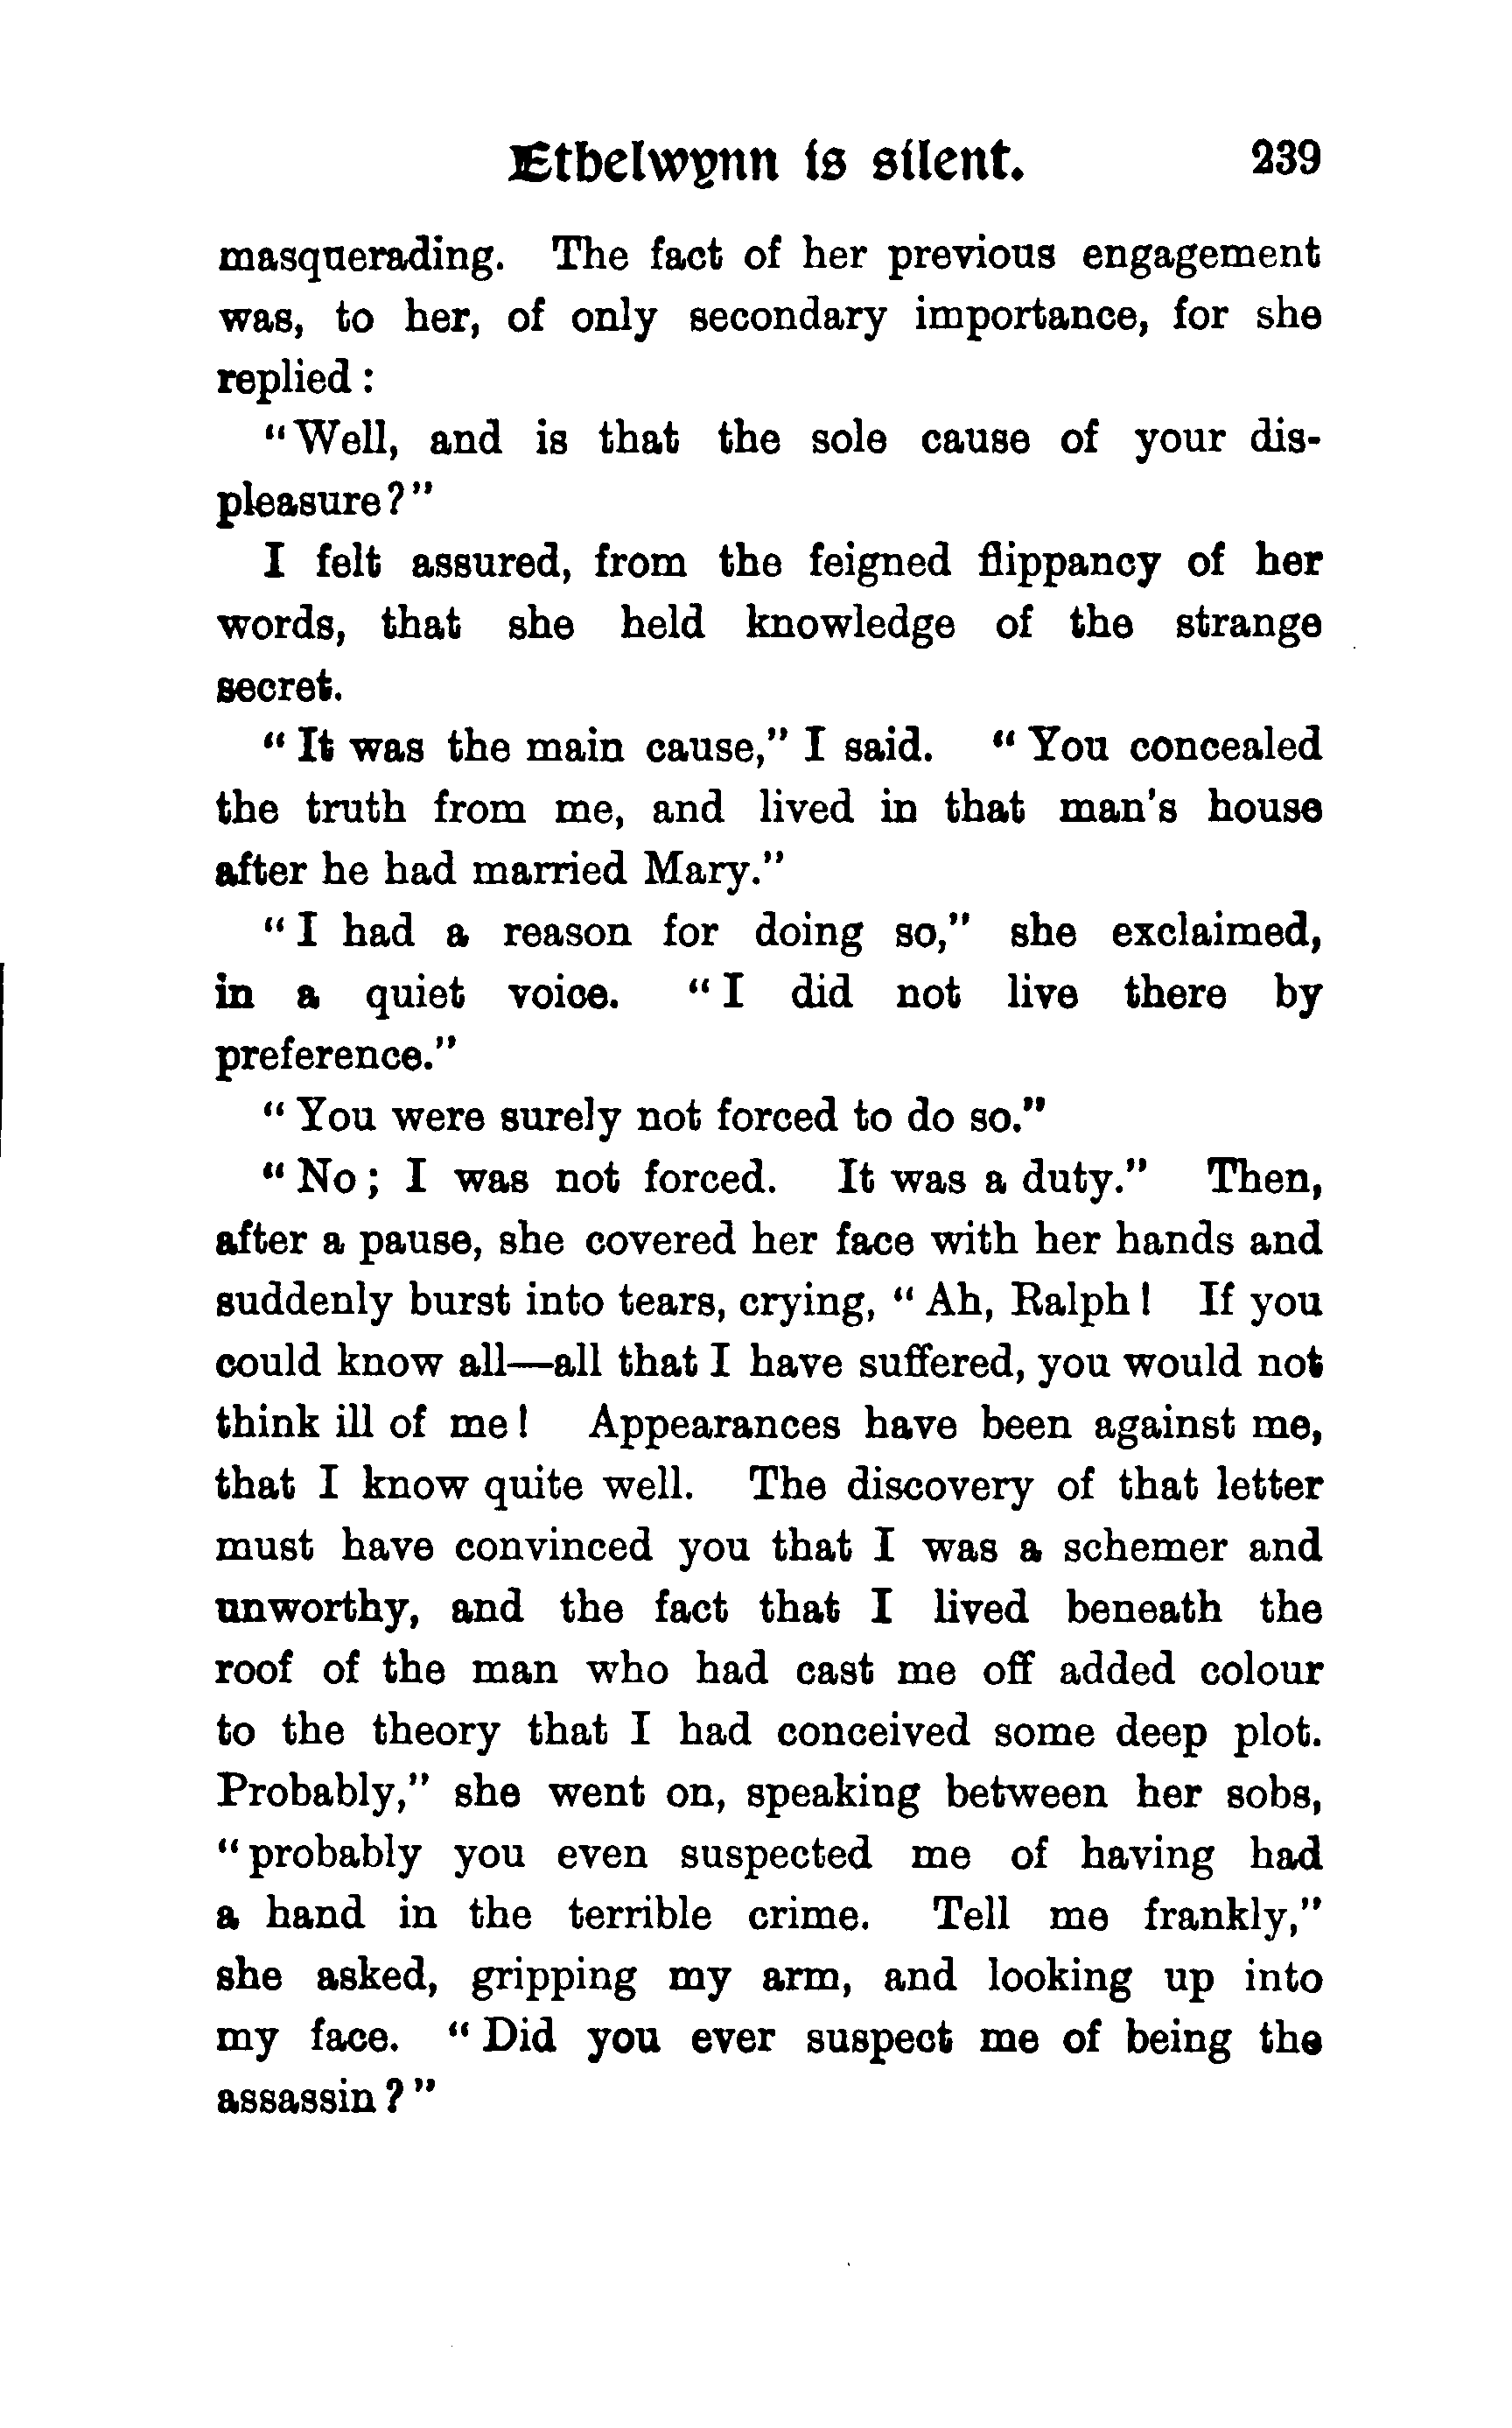 Ethelwynn is silent. 239
masquerading. The fact of her previous engagement
was, to her, of only secondary importance, for she
replied :
"Well, and is that the sole cause of your dis-
pleasure?"
I felt assured, from the feigned flippancy of her
words, that she held knowledge of the strange
secret.
"It was the main cause," I said. "You concealed
the truth from me, and lived in that man's house
after he had married Mary."
"I had a reason for doing so," she exclaimed,
in a quiet voice. "I did not live there by
preference."
"You were surely not forced to do so."
"No; I was not forced. It was a duty." Then,
after a pause, she covered her face with her hands and
suddenly burst into tears, crying, "Ah, Ralph! If you
could know all—all that I have suffered, you would not
think ill of me! Appearances have been against me,
that I know quite well. The discovery of that letter
must have convinced you that I was a schemer and
unworthy, and the fact that I lived beneath the
roof of the man who had cast me off added colour
to the theory that I had conceived some deep plot.
Probably," she went on, speaking between her sobs,
"probably you even suspected me of having had
a hand in the terrible crime. Tell me frankly,"
she asked, gripping my arm, and looking up into
my face. "Did you ever suspect me of being the
assassin?"